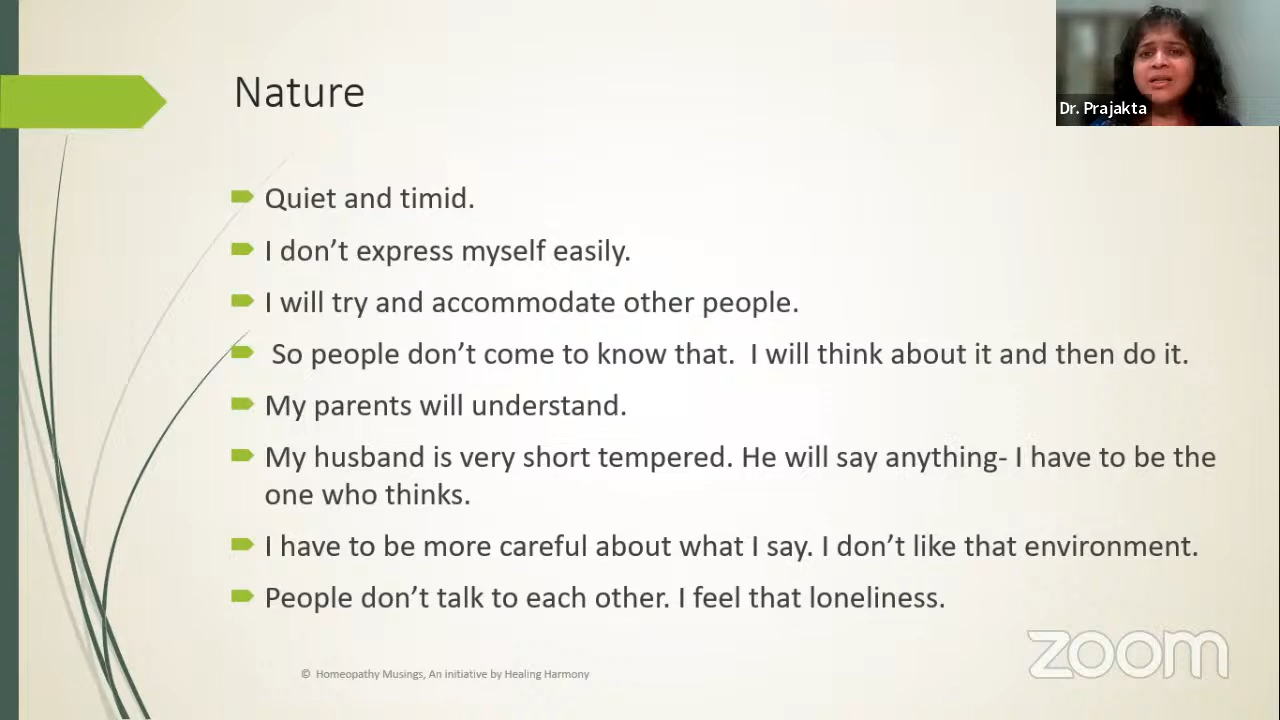 Nature
Dr. Prajakta
Quiet and timid.
I don’t express myself easily.
I will try and accommodate other people.
So people don’t come to know that.  I will think about it and then do it.
My parents will understand.
My husband is very short tempered. He will say anything- I have to be the
one who thinks.
I have to be more careful about what I say. I don’t like that environment.
People don’t talk to each other. I feel that loneliness.
© Homeopathy Musings, An initiative by Healing Harmony
zoom